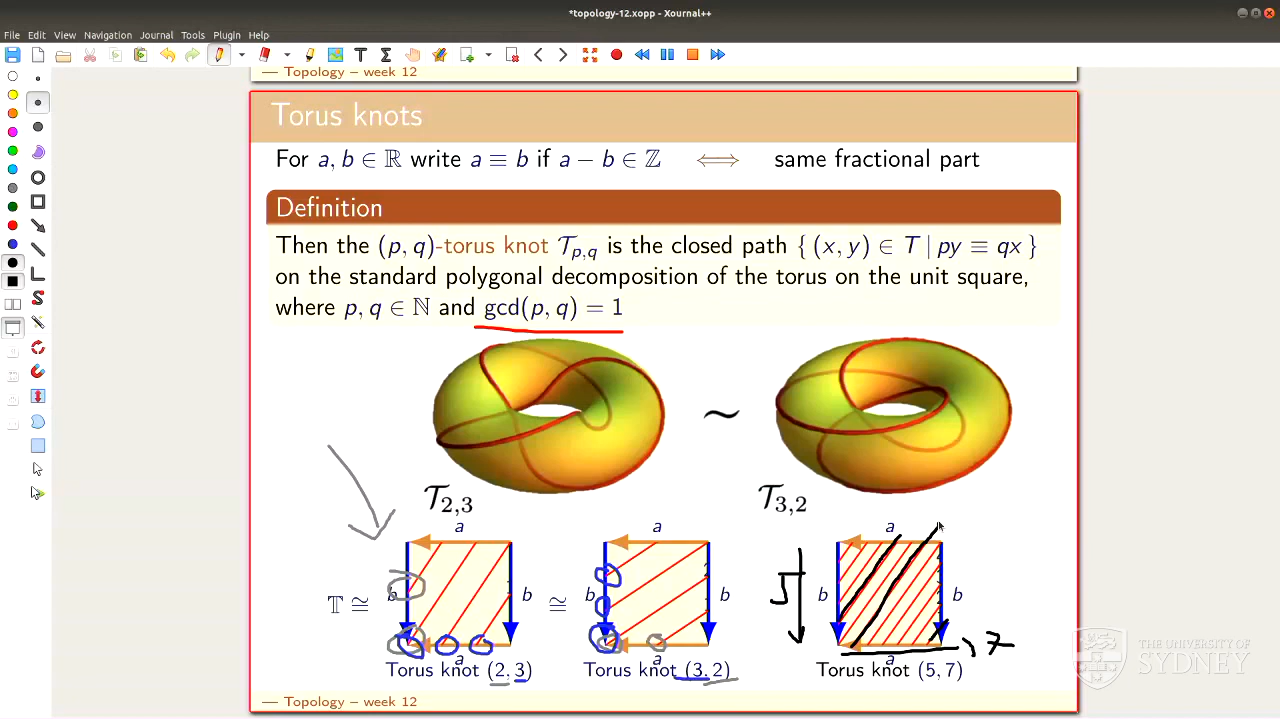 *topology-12.xopp - Xournal++
File Edit View Navigation Journal Tools Plugin Help
— Topology – week 12
Torus knots
For a, b ∈ ℝ write a ≡ b if a − b ∈ ℤ ⟺ same fractional part
Definition
Then the (p, q)-torus knot 𝒯p,q is the closed path { (x, y) ∈ T | py ≡ qx }
on the standard polygonal decomposition of the torus on the unit square,
where p, q ∈ ℕ and gcd(p, q) = 1
∼
𝒯2,3 𝒯3,2
a a a
𝕋 ≅ b b ≅ b b b b
5 7
a a a
Torus knot (2, 3) Torus knot (3, 2) Torus knot (5, 7)
THE UNIVERSITY OF
SYDNEY
— Topology – week 12